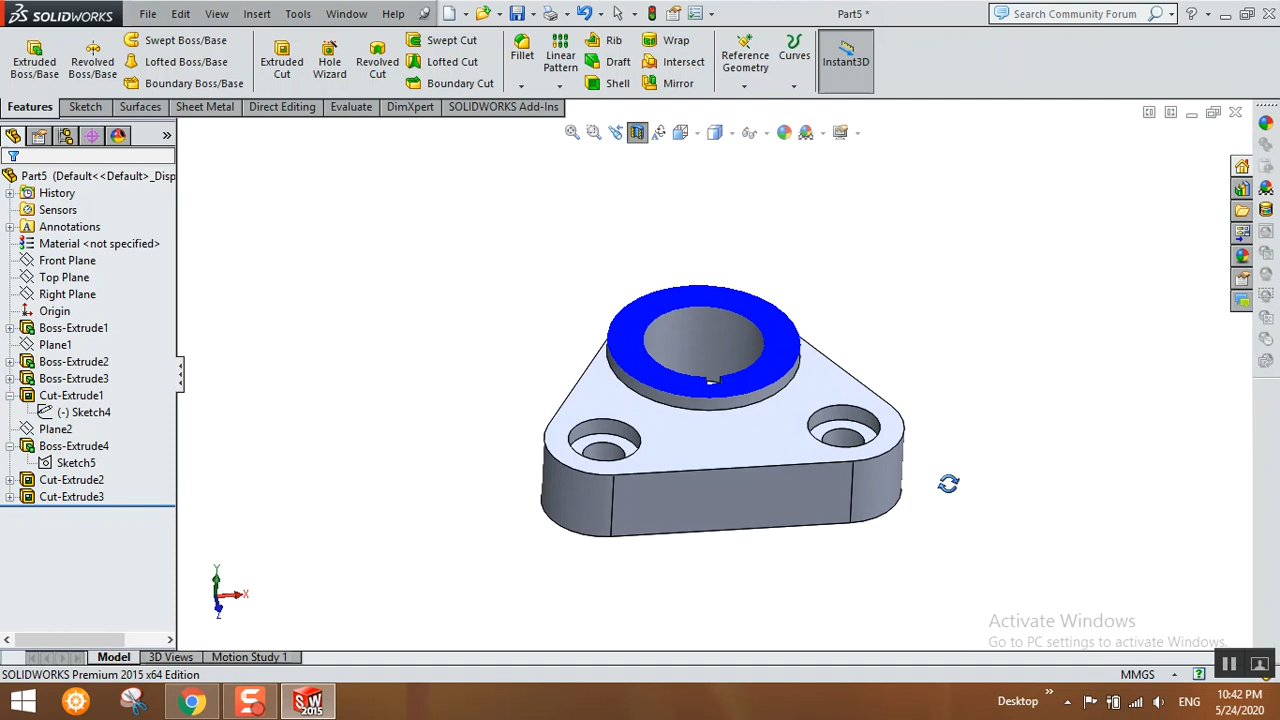 SOLIDWORKS File Edit View Insert Tools Window Help Part5 * Search Community Forum
Extruded Boss/Base Revolved Boss/Base Swept Boss/Base Lofted Boss/Base Boundary Boss/Base Extruded Cut Hole Wizard Revolved Cut Swept Cut Lofted Cut Boundary Cut Fillet Linear Pattern Rib Draft Shell Wrap Intersect Mirror Reference Geometry Curves Instant3D
Features Sketch Surfaces Sheet Metal Direct Editing Evaluate DimXpert SOLIDWORKS Add-Ins
Part5 (Default<<Default>_Disp
History
Sensors
Annotations
Material <not specified>
Front Plane
Top Plane
Right Plane
Origin
Boss-Extrude1
Plane1
Boss-Extrude2
Boss-Extrude3
Cut-Extrude1
(-) Sketch4
Plane2
Boss-Extrude4
Sketch5
Cut-Extrude2
Cut-Extrude3
Y
X
Z
Activate Windows
Go to PC settings to activate Windows.
Model 3D Views Motion Study 1
SOLIDWORKS Premium 2015 x64 Edition MMGS
Desktop ENG 10:42 PM
5/24/2020